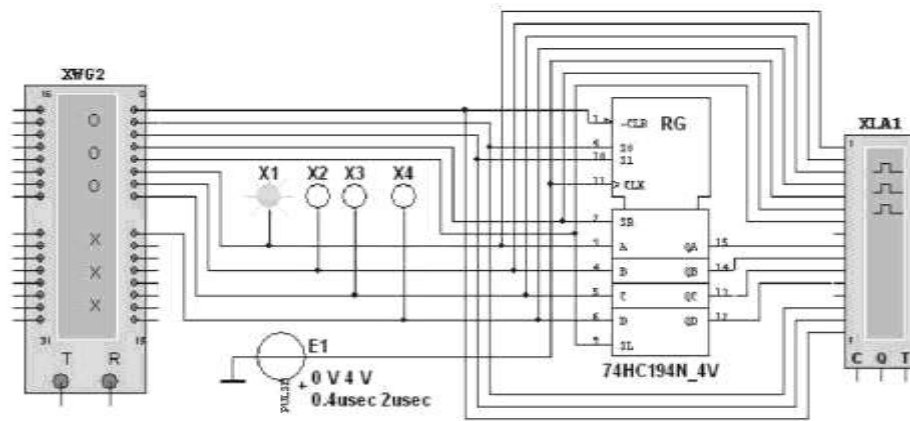 XWG2
16 0
O
O
O
X
X
X
31 15
T R
X1 X2 X3 X4
E1
0 V 4 V
0.4usec 2usec
PULSE
+
RG
1 ~CLR
9 S0
10 S1
11 CLK
2 SR
3 A QA 15
4 B QB 14
5 C QC 13
6 D QD 12
7 SL
74HC194N_4V
XLA1
1
F
C Q T